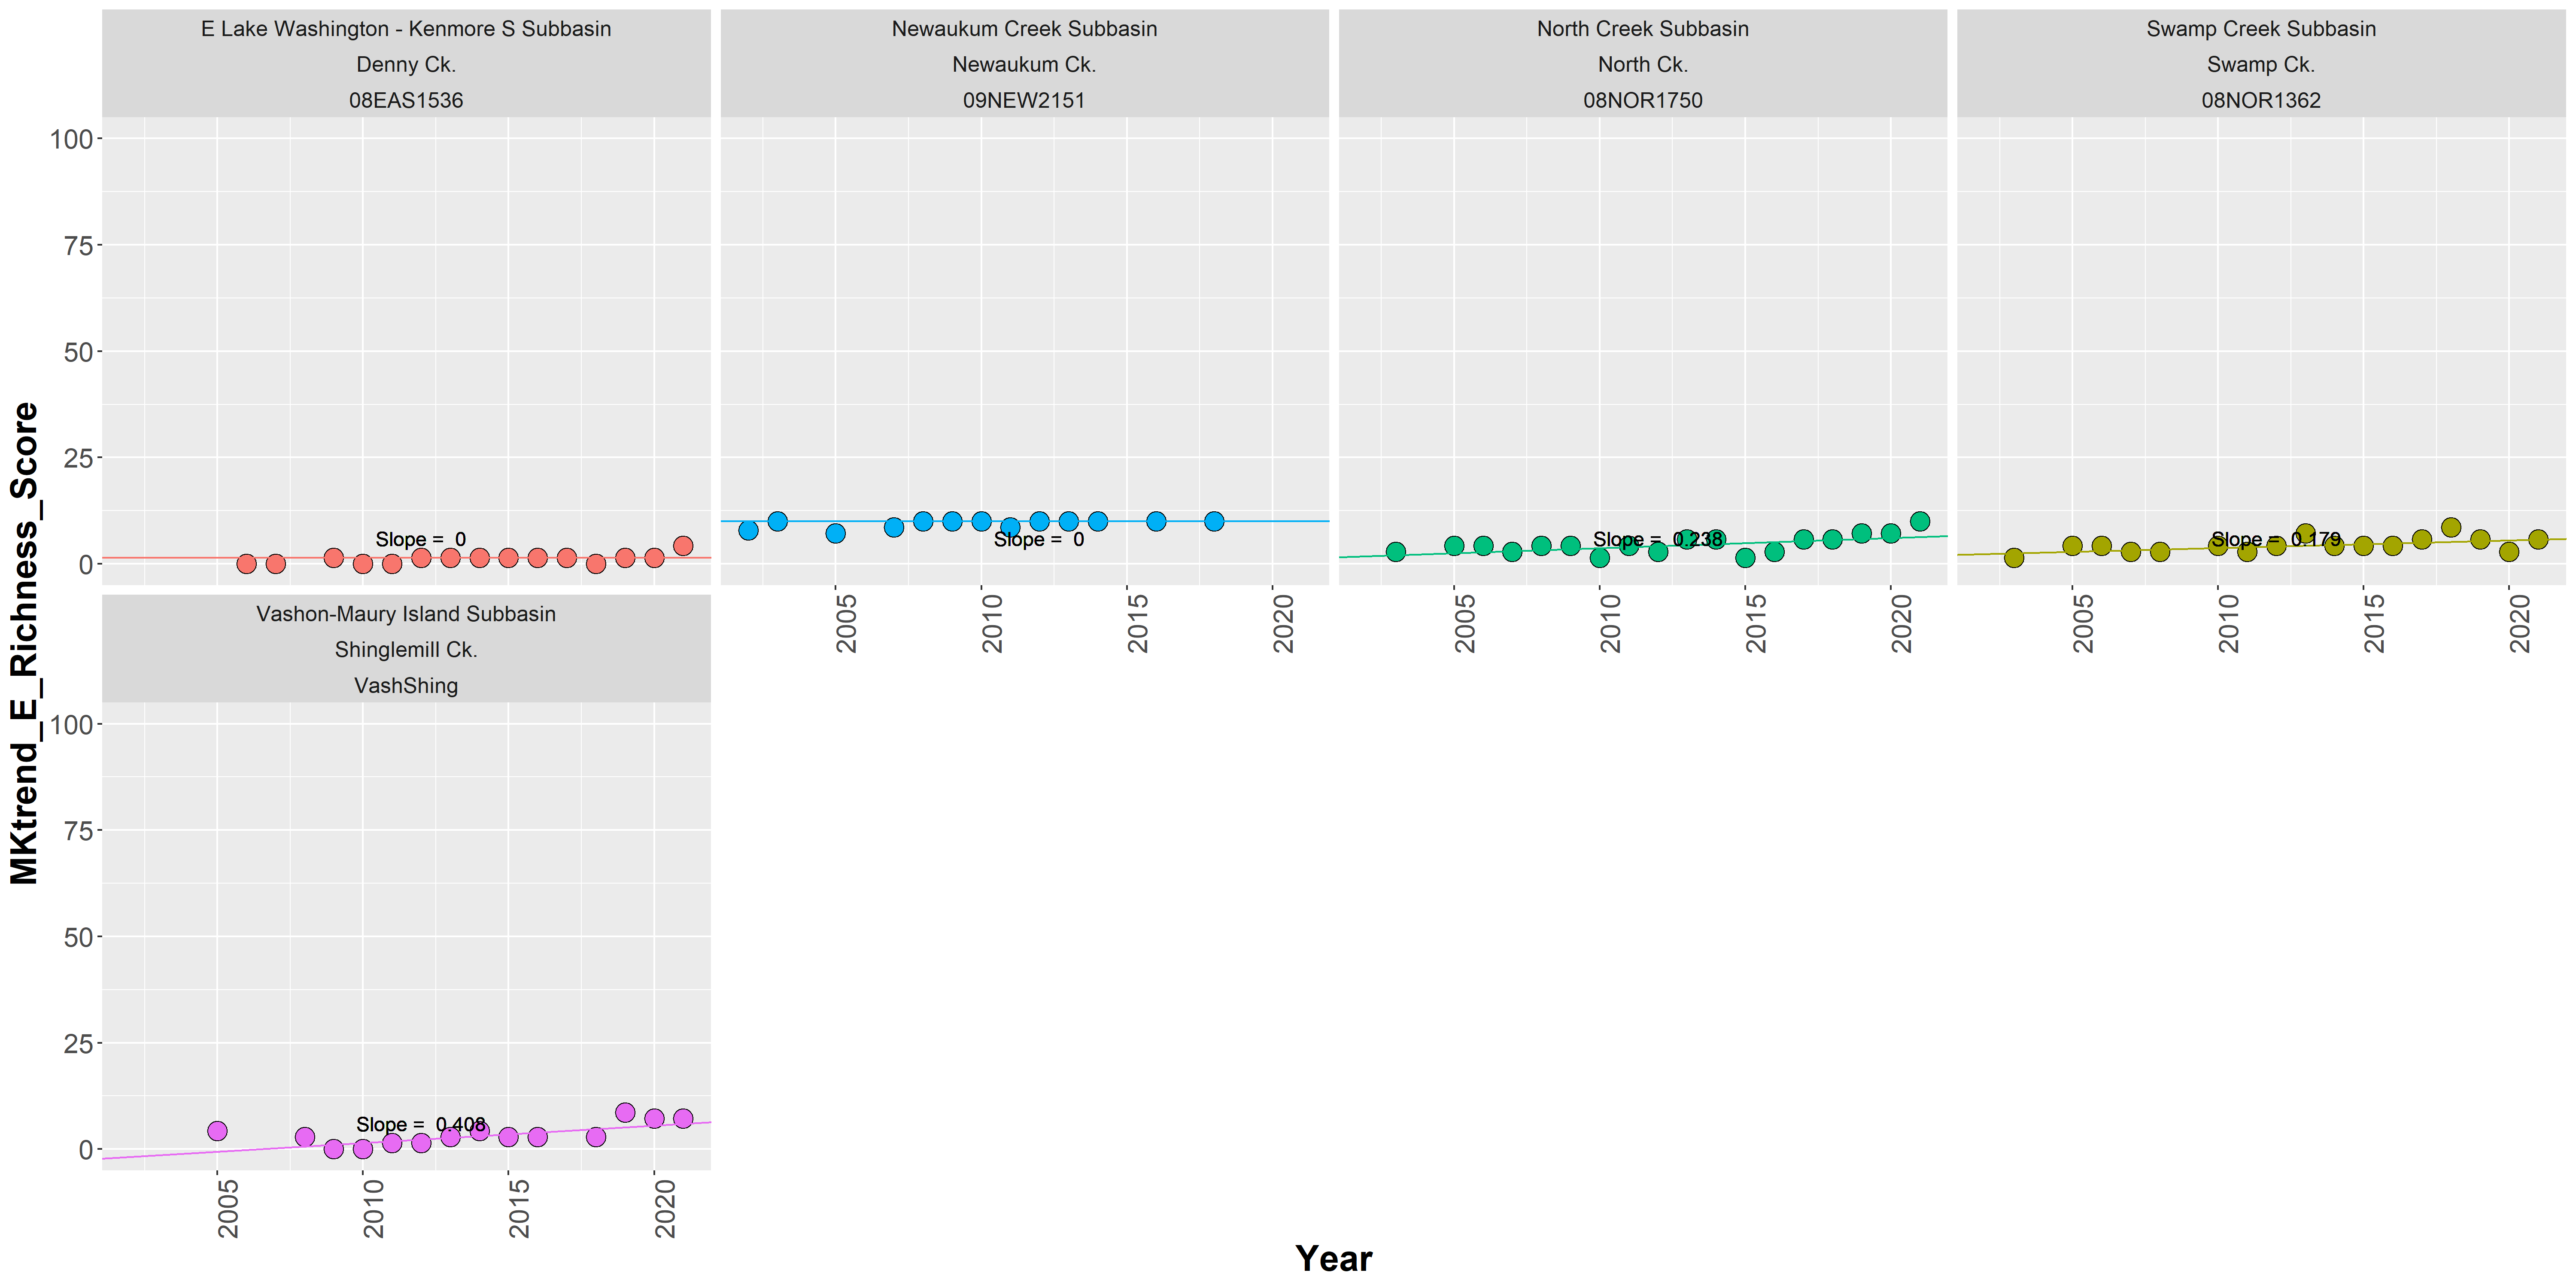 E Lake Washington - Kenmore S Subbasin
Denny Ck.
08EAS1536
Newaukum Creek Subbasin
Newaukum Ck.
09NEW2151
North Creek Subbasin
North Ck.
08NOR1750
Swamp Creek Subbasin
Swamp Ck.
08NOR1362
100
75
50
25
0
Slope = 0
Slope = 0
Slope = 0.238
Slope = 0.179
2005 2010 2015 2020
2005 2010 2015 2020
2005 2010 2015 2020
Vashon-Maury Island Subbasin
Shinglemill Ck.
VashShing
100
75
50
25
0
Slope = 0.408
2005 2010 2015 2020
MKtrend_E_Richness_Score
Year